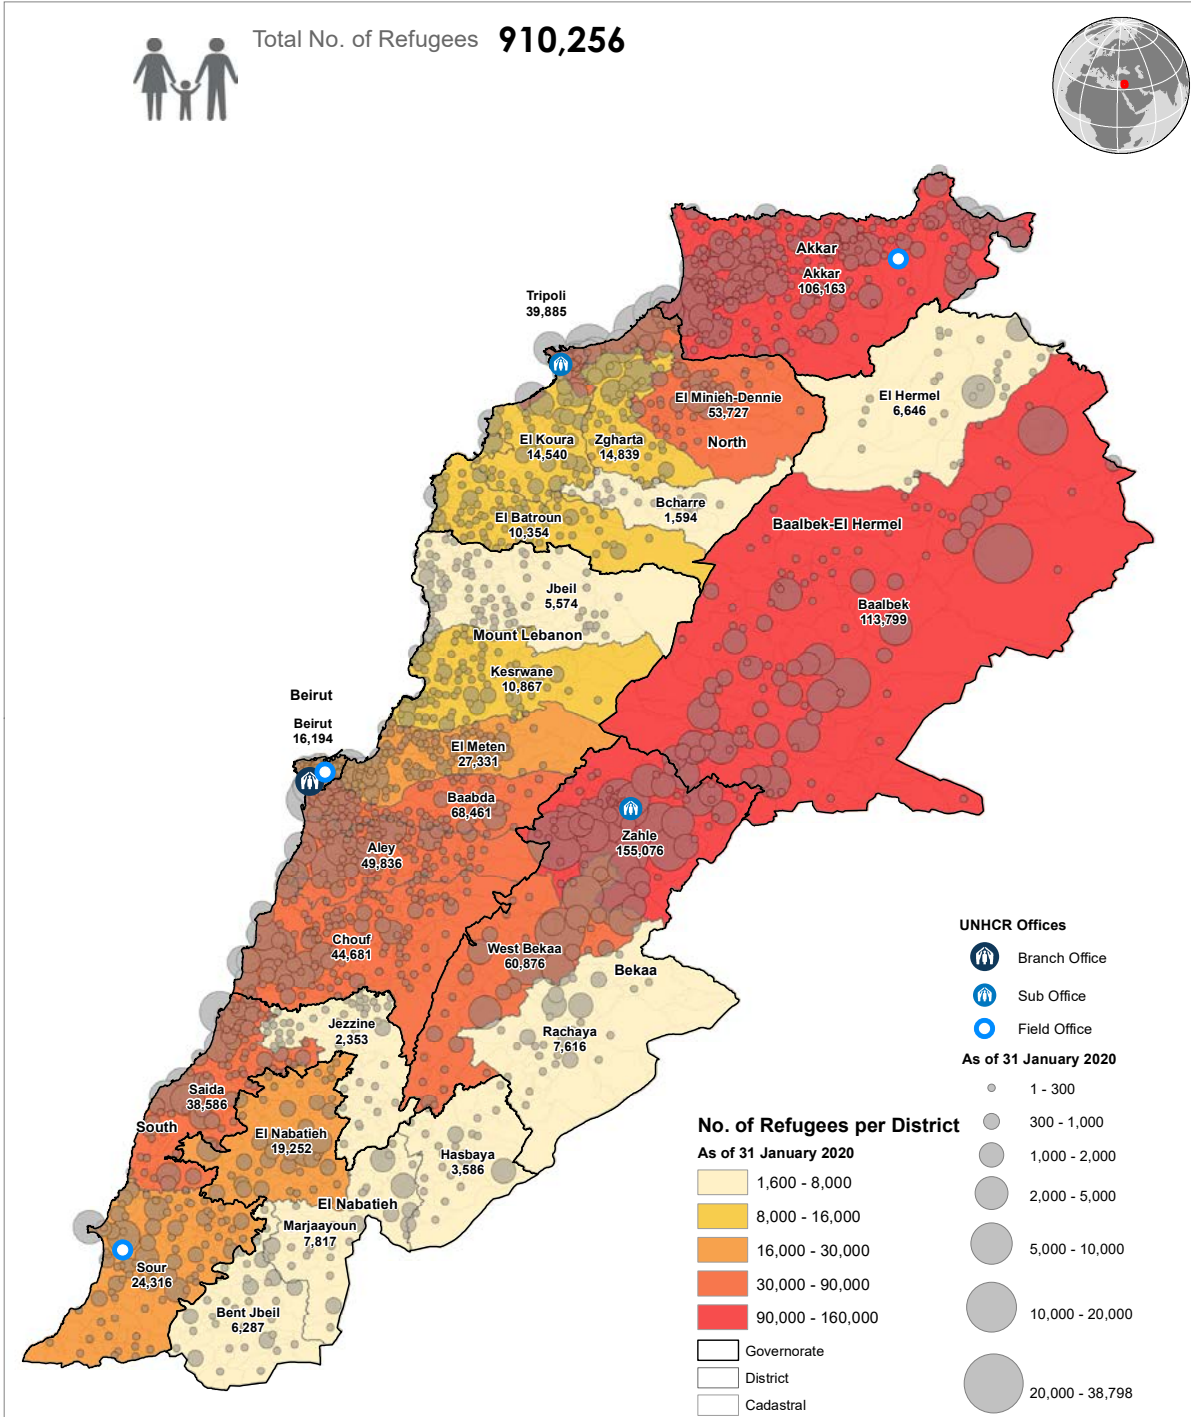 Total No. of Refugees 910,256
Akkar
Akkar
106,163
Tripoli
39,885
El Minieh-Dennie
53,727
North
El Hermel
6,646
El Koura
14,540
Zgharta
14,839
Bcharre
1,594
El Batroun
10,354
Baalbek-El Hermel
Jbeil
5,574
Baalbek
113,799
Mount Lebanon
Kesrwane
10,867
Beirut
Beirut
16,194
El Meten
27,331
Baabda
68,461
Zahle
155,076
Aley
49,836
Chouf
44,681
West Bekaa
60,876
Bekaa
Jezzine
2,353
Rachaya
7,616
Saida
38,586
South
El Nabatieh
19,252
Hasbaya
3,586
El Nabatieh
Marjaayoun
7,817
Sour
24,316
Bent Jbeil
6,287
UNHCR Offices
Branch Office
Sub Office
Field Office
As of 31 January 2020
1 - 300
300 - 1,000
1,000 - 2,000
2,000 - 5,000
5,000 - 10,000
10,000 - 20,000
20,000 - 38,798
No. of Refugees per District
As of 31 January 2020
1,600 - 8,000
8,000 - 16,000
16,000 - 30,000
30,000 - 90,000
90,000 - 160,000
Governorate
District
Cadastral